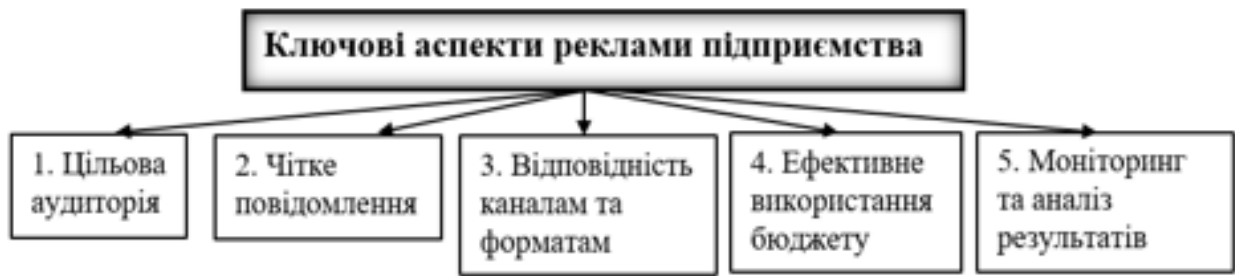 Ключові аспекти реклами підприємства
1. Цільова
аудиторія
2. Чітке
повідомлення
3. Відповідність
каналам та
форматам
4. Ефективне
використання
бюджету
5. Моніторинг
та аналіз
результатів